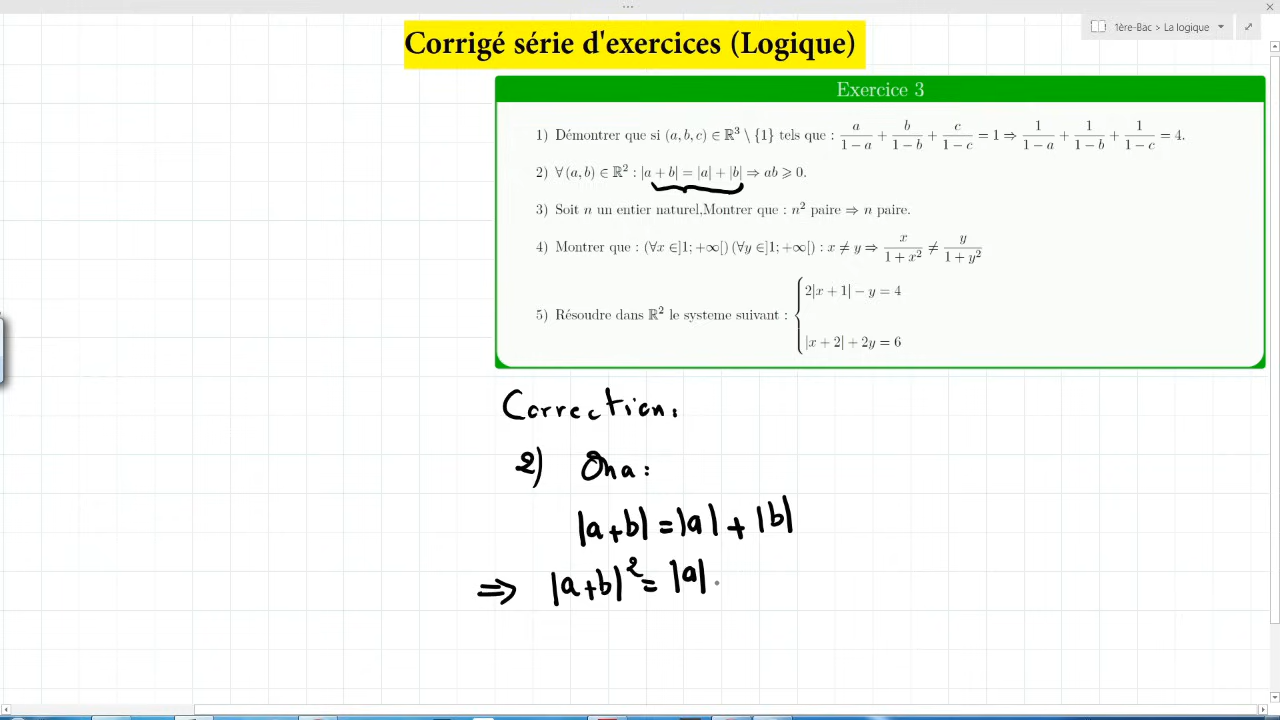 1ère-Bac > La logique
Corrigé série d'exercices (Logique)
Exercice 3
1) Démontrer que si (a, b, c) ∈ ℝ³ \ {1} tels que : a/(1 − a) + b/(1 − b) + c/(1 − c) = 1 ⇒ 1/(1 − a) + 1/(1 − b) + 1/(1 − c) = 4.
2) ∀ (a, b) ∈ ℝ² : |a + b| = |a| + |b| ⇒ ab ⩾ 0.
3) Soit n un entier naturel,Montrer que : n² paire ⇒ n paire.
4) Montrer que : (∀x ∈]1; +∞[) (∀y ∈]1; +∞[) : x ≠ y ⇒ x/(1 + x²) ≠ y/(1 + y²)
5) Résoudre dans ℝ² le systeme suivant : { 2|x + 1| − y = 4
|x + 2| + 2y = 6
Correction:
2) On a:
|a+b| = |a| + |b|
⇒ |a+b|² = |a|